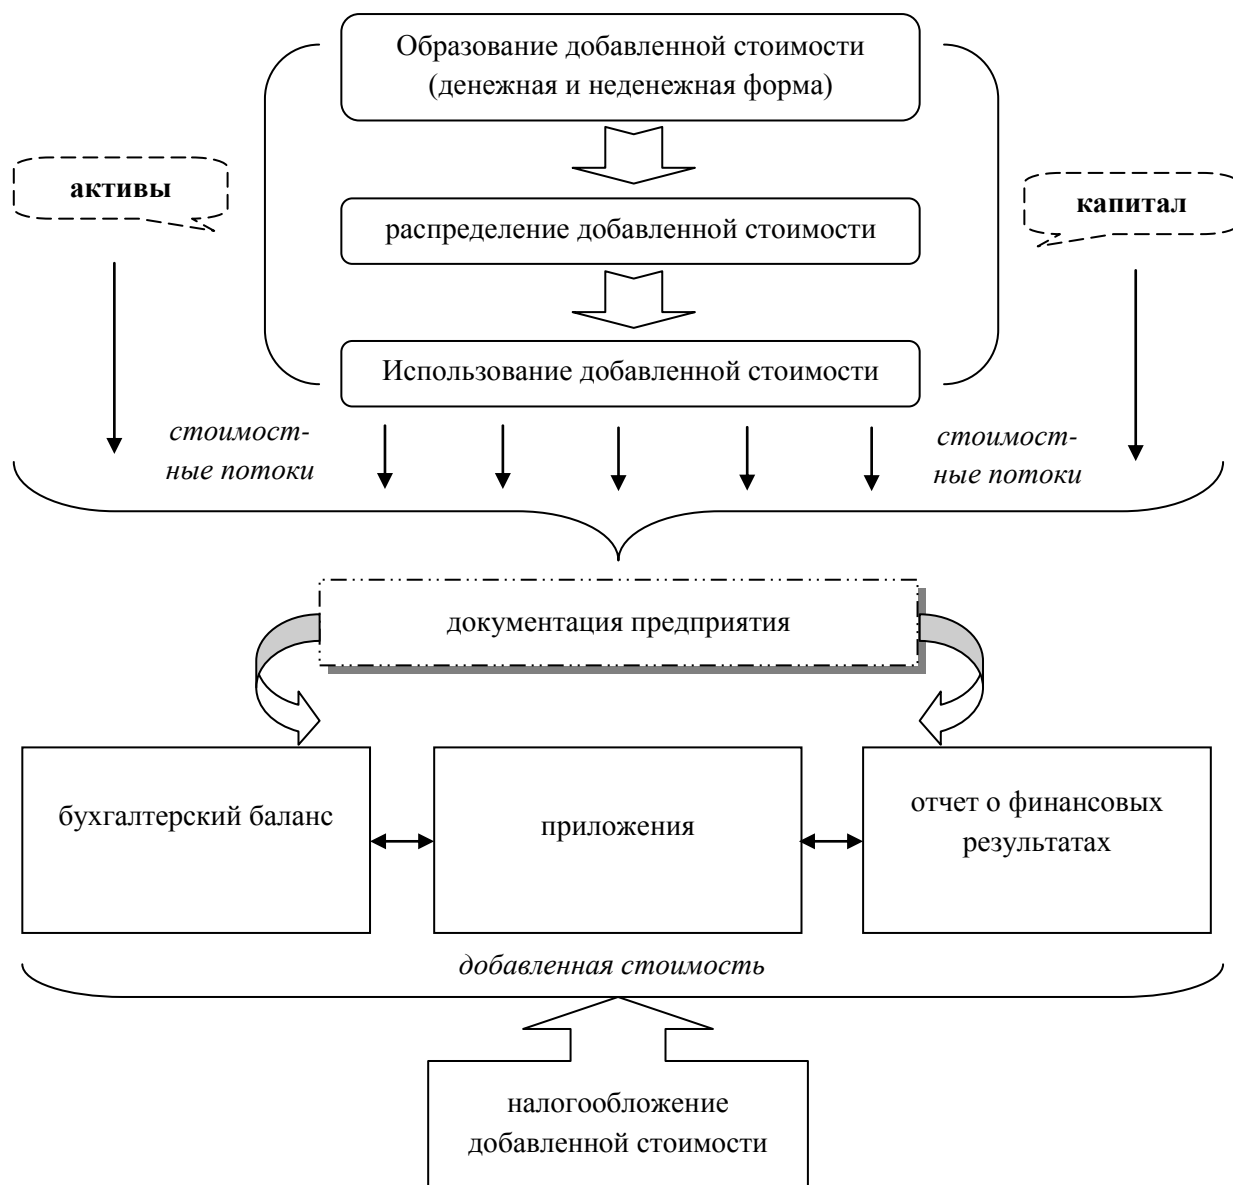 Образование добавленной стоимости
(денежная и неденежная форма)
активы
капитал
распределение добавленной стоимости
Использование добавленной стоимости
стоимост-
ные потоки
стоимост-
ные потоки
документация предприятия
бухгалтерский баланс
приложения
отчет о финансовых
результатах
добавленная стоимость
налогообложение
добавленной стоимости